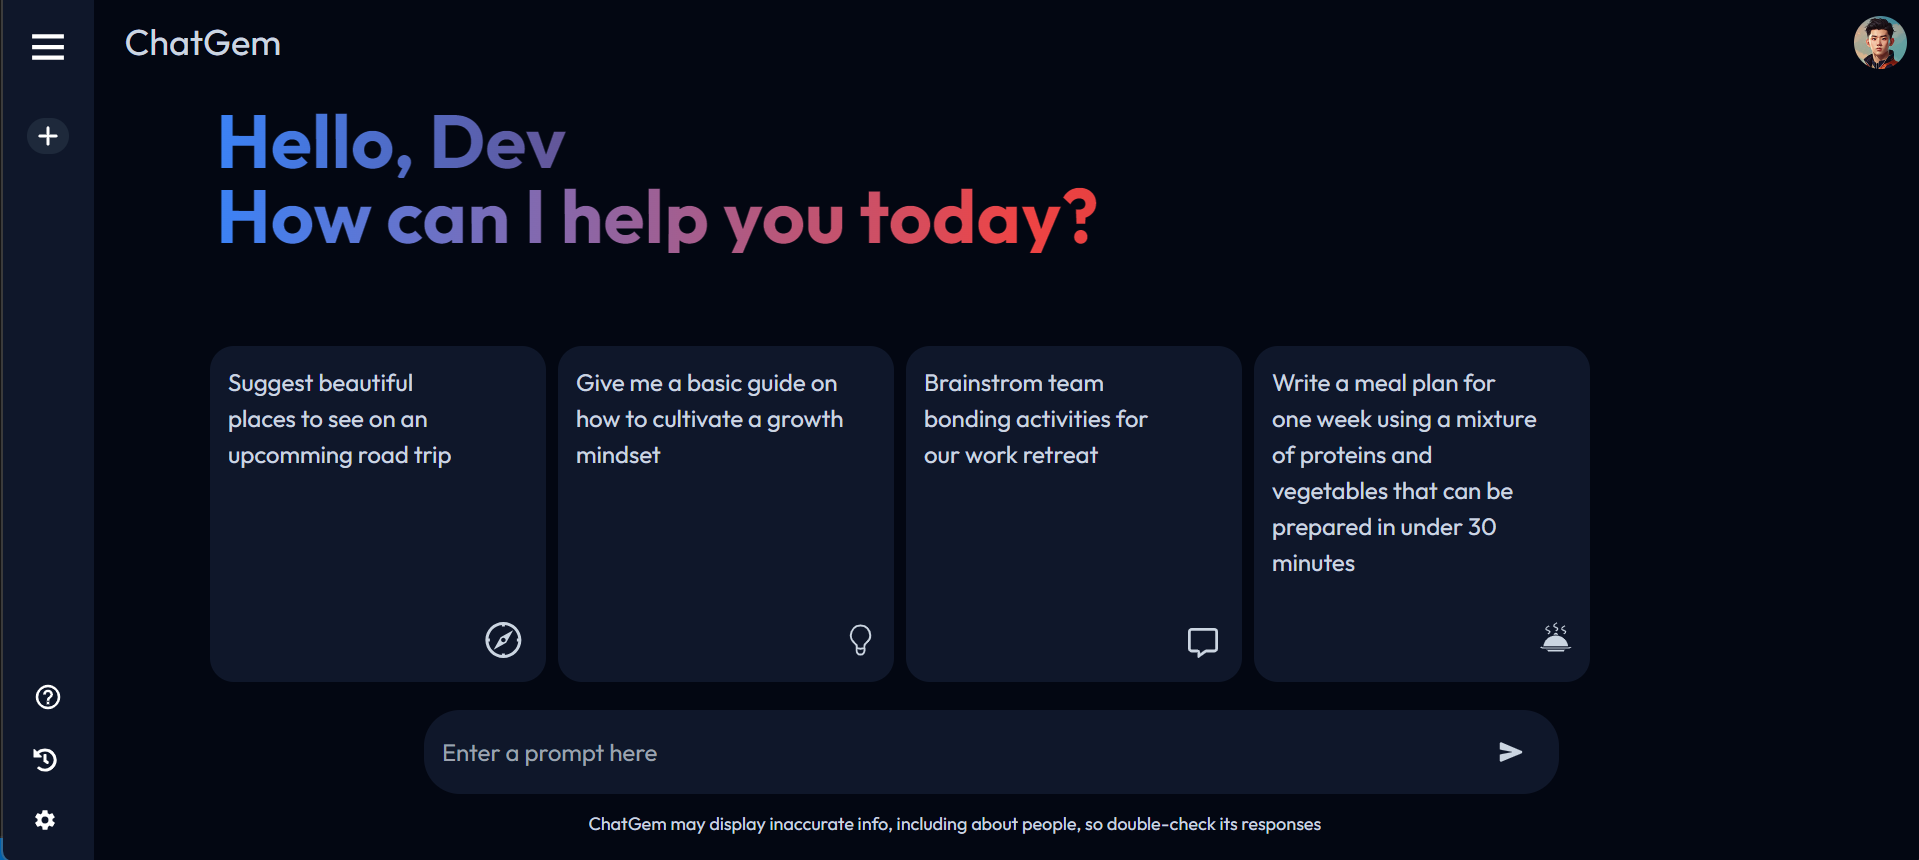 ChatGem
Hello, Dev
How can I help you today?
Suggest beautiful
places to see on an
upcomming road trip
Give me a basic guide on
how to cultivate a growth
mindset
Brainstrom team
bonding activities for
our work retreat
Write a meal plan for
one week using a mixture
of proteins and
vegetables that can be
prepared in under 30
minutes
Enter a prompt here
ChatGem may display inaccurate info, including about people, so double-check its responses